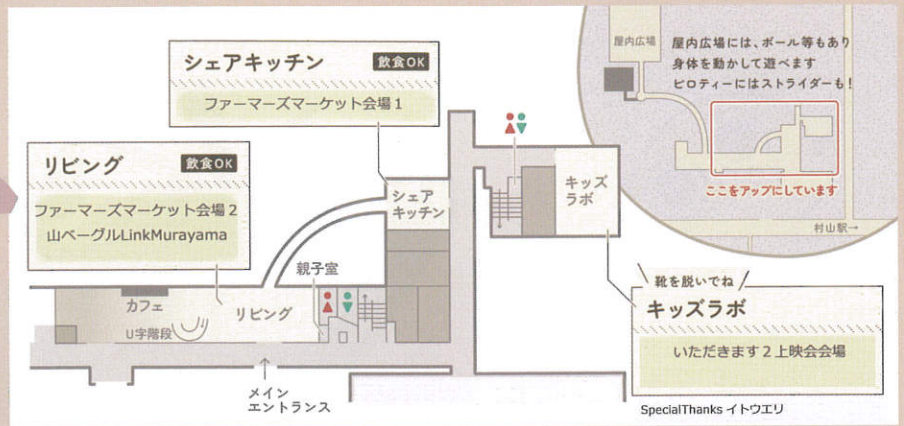 シェアキッチン 飲食OK
ファーマーズマーケット会場1
リビング 飲食OK
ファーマーズマーケット会場2
山ベーグルLinkMurayama
屋内広場
屋内広場には、ボール等もあり
身体を動かして遊べます
ピロティーにはストライダーも!
ここをアップにしています
村山駅→
シェア
キッチン
キッズ
ラボ
親子室
カフェ
U字階段
リビング
メイン
エントランス
靴を脱いでね
キッズラボ
いただきます2上映会会場
SpecialThanks イトウエリ